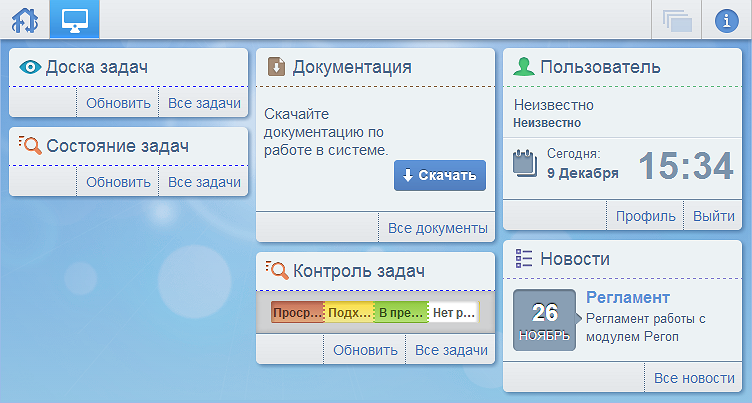 Доска задач
Обновить Все задачи
Состояние задач
Обновить Все задачи
Документация
Скачайте
документацию по
работе в системе.
Скачать
Все документы
Контроль задач
Проср... Подх... В пре... Нет р...
Обновить Все задачи
Пользователь
Неизвестно
Неизвестно
Сегодня:
9 Декабря
15:34
Профиль Выйти
Новости
26
НОЯБРЬ
Регламент
Регламент работы с
модулем Регоп
Все новости